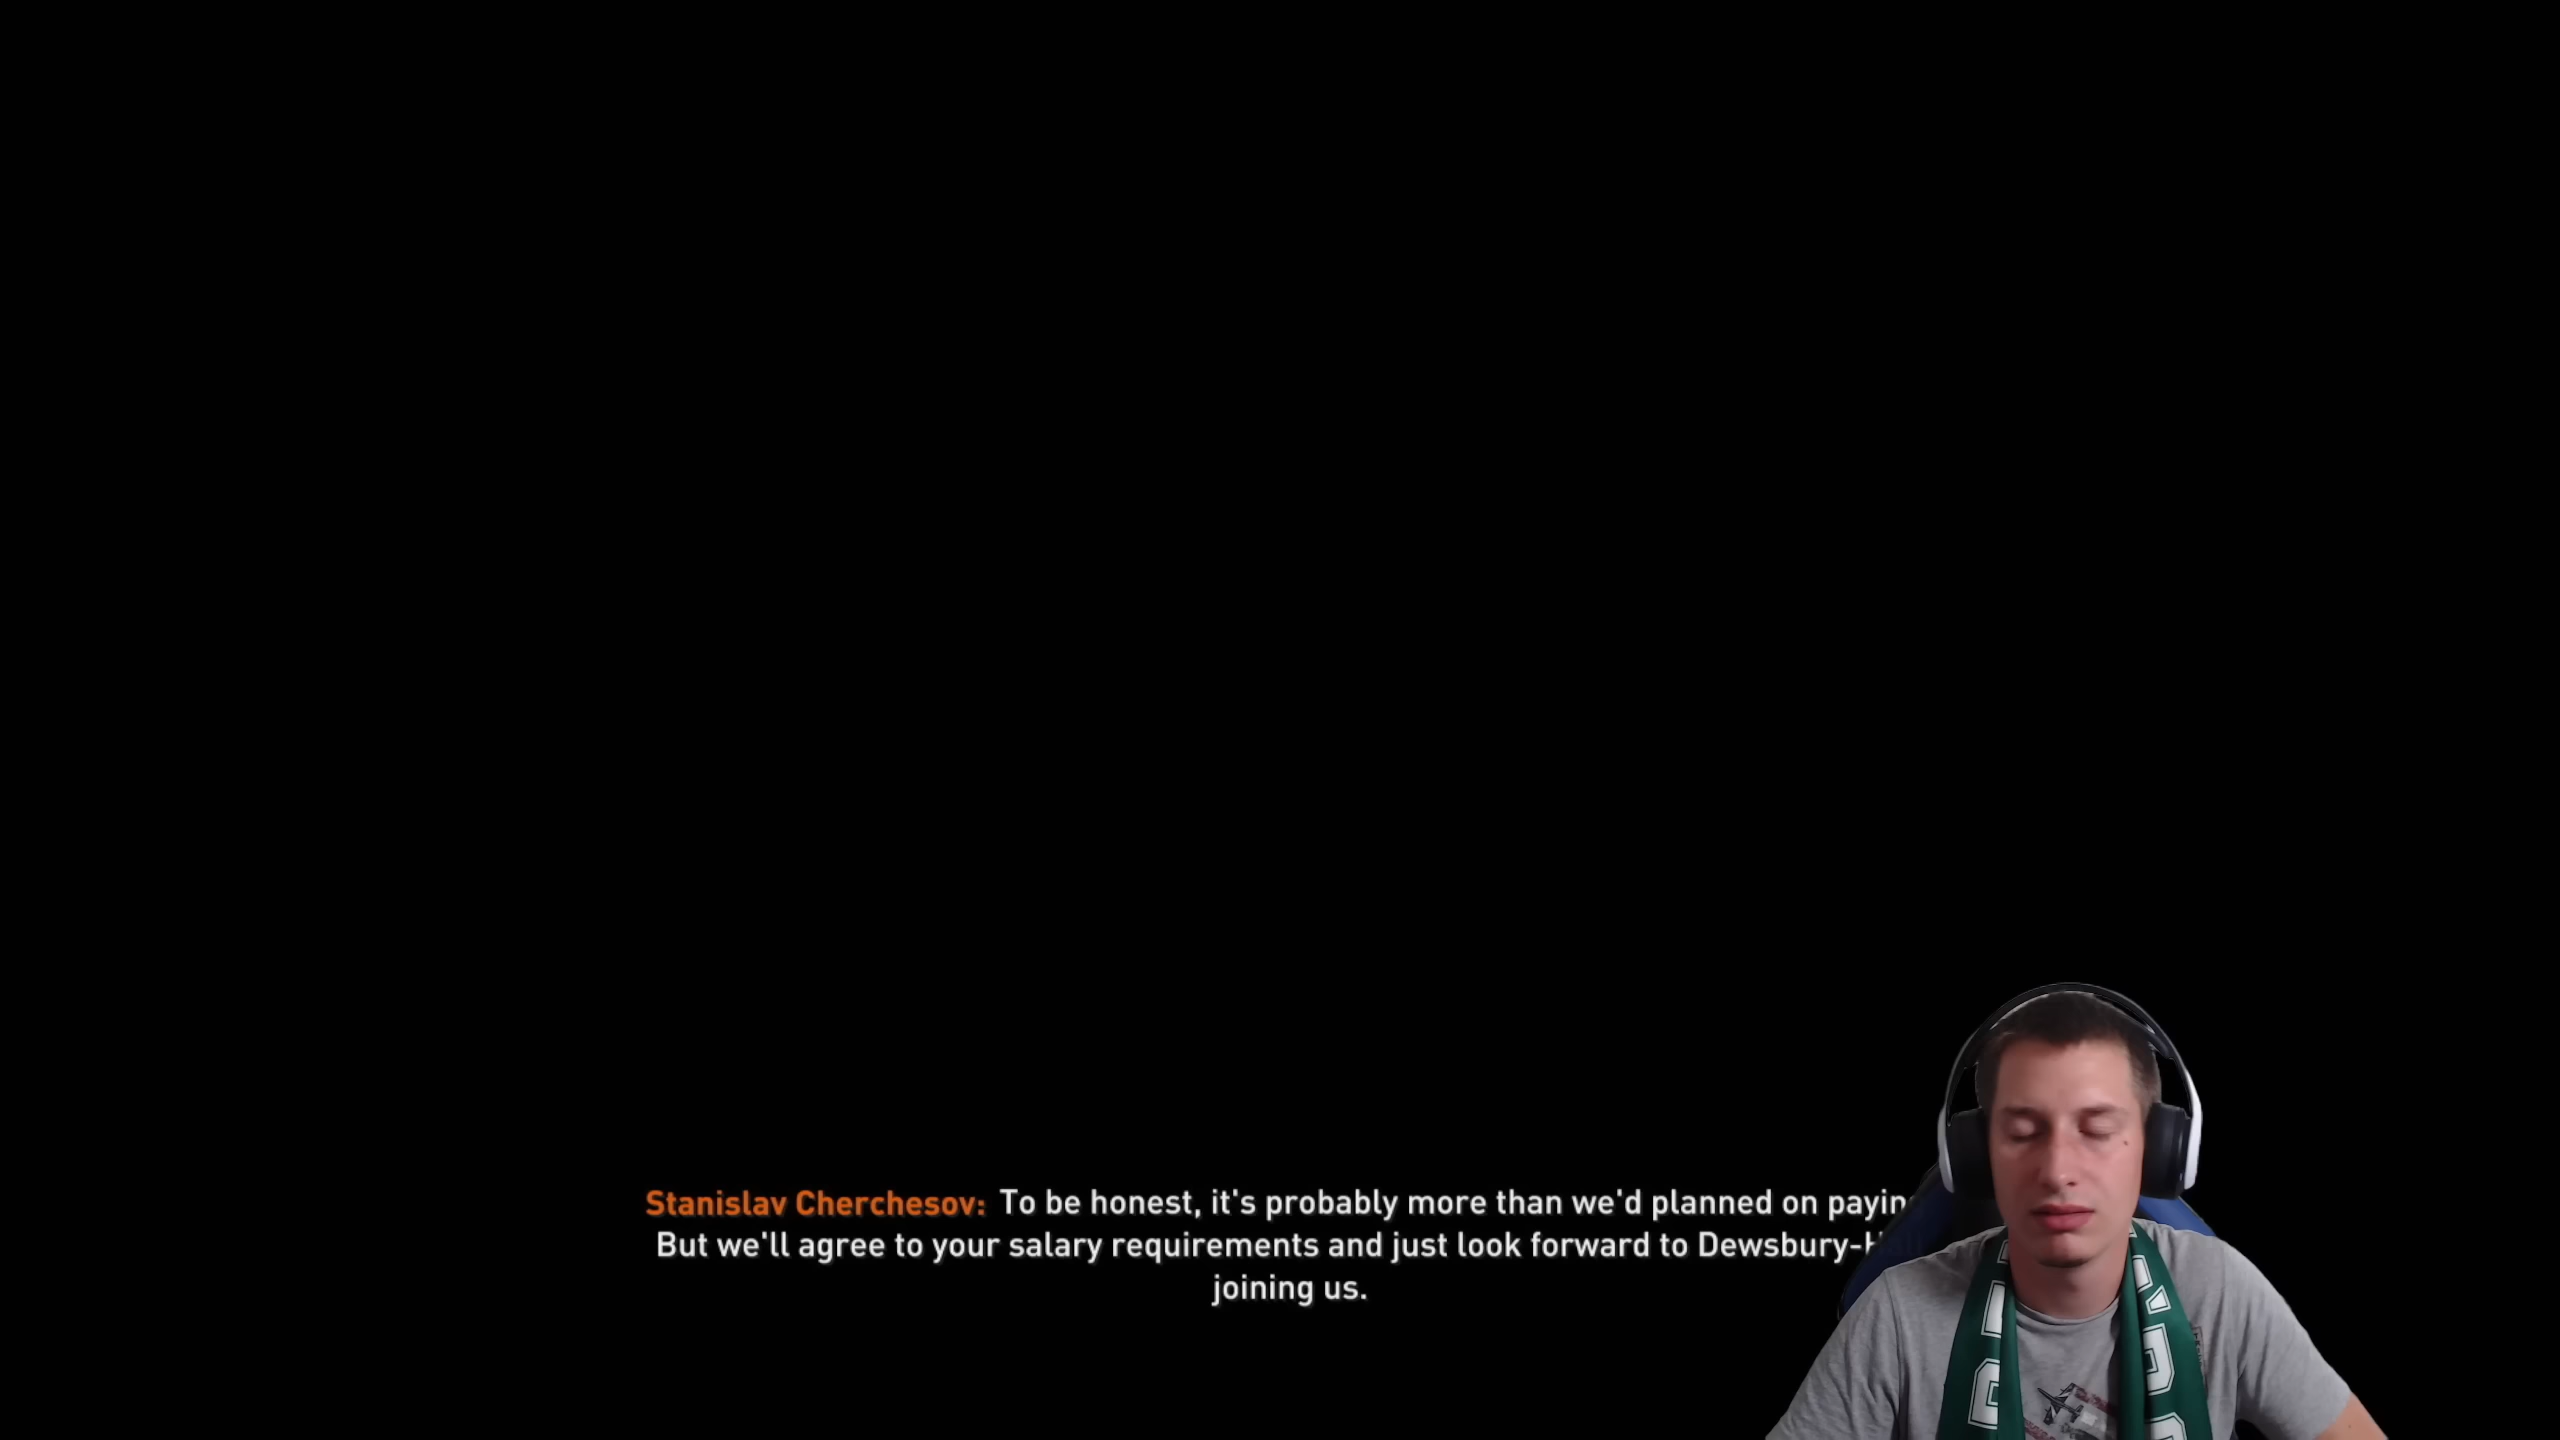 Stanislav Cherchesov: To be honest, it's probably more than we'd planned on
But we'll agree to your salary requirements and just look forward to
joining us.